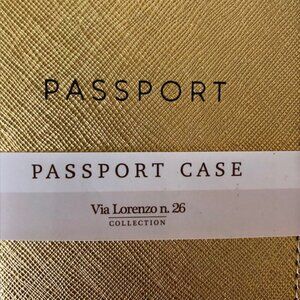 PASSPORT
PASSPORT CASE
Via Lorenzo n. 26
COLLECTION